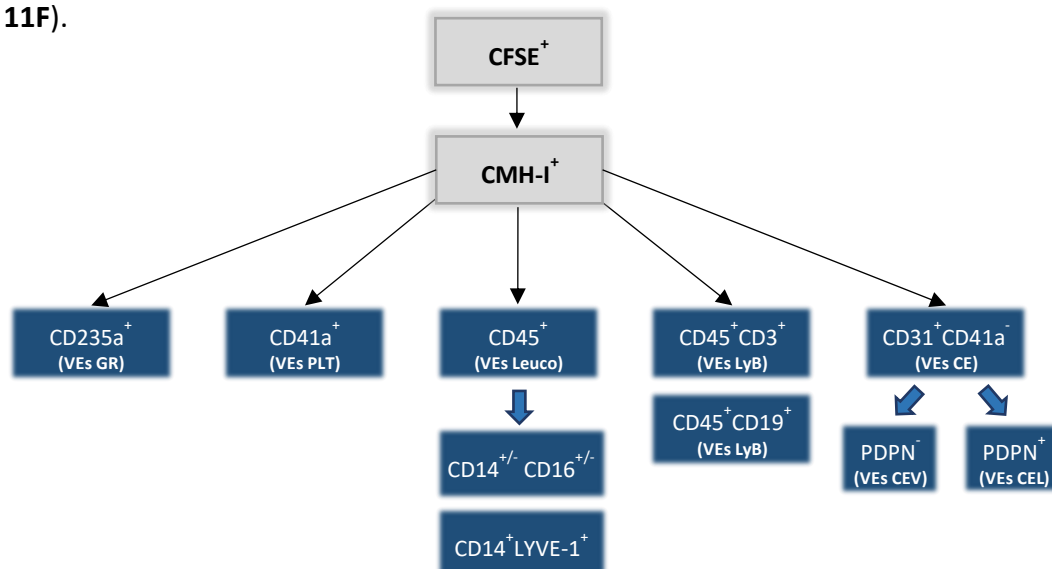 11F).
CFSE⁺
CMH-I⁺
CD235a⁺
(VEs GR)
CD41a⁺
(VEs PLT)
CD45⁺
(VEs Leuco)
CD45⁺CD3⁺
(VEs LyB)
CD31⁺CD41a⁻
(VEs CE)
CD45⁺CD19⁺
(VEs LyB)
CD14⁺/⁻ CD16⁺/⁻
PDPN⁻
(VEs CEV)
PDPN⁺
(VEs CEL)
CD14⁺LYVE-1⁺